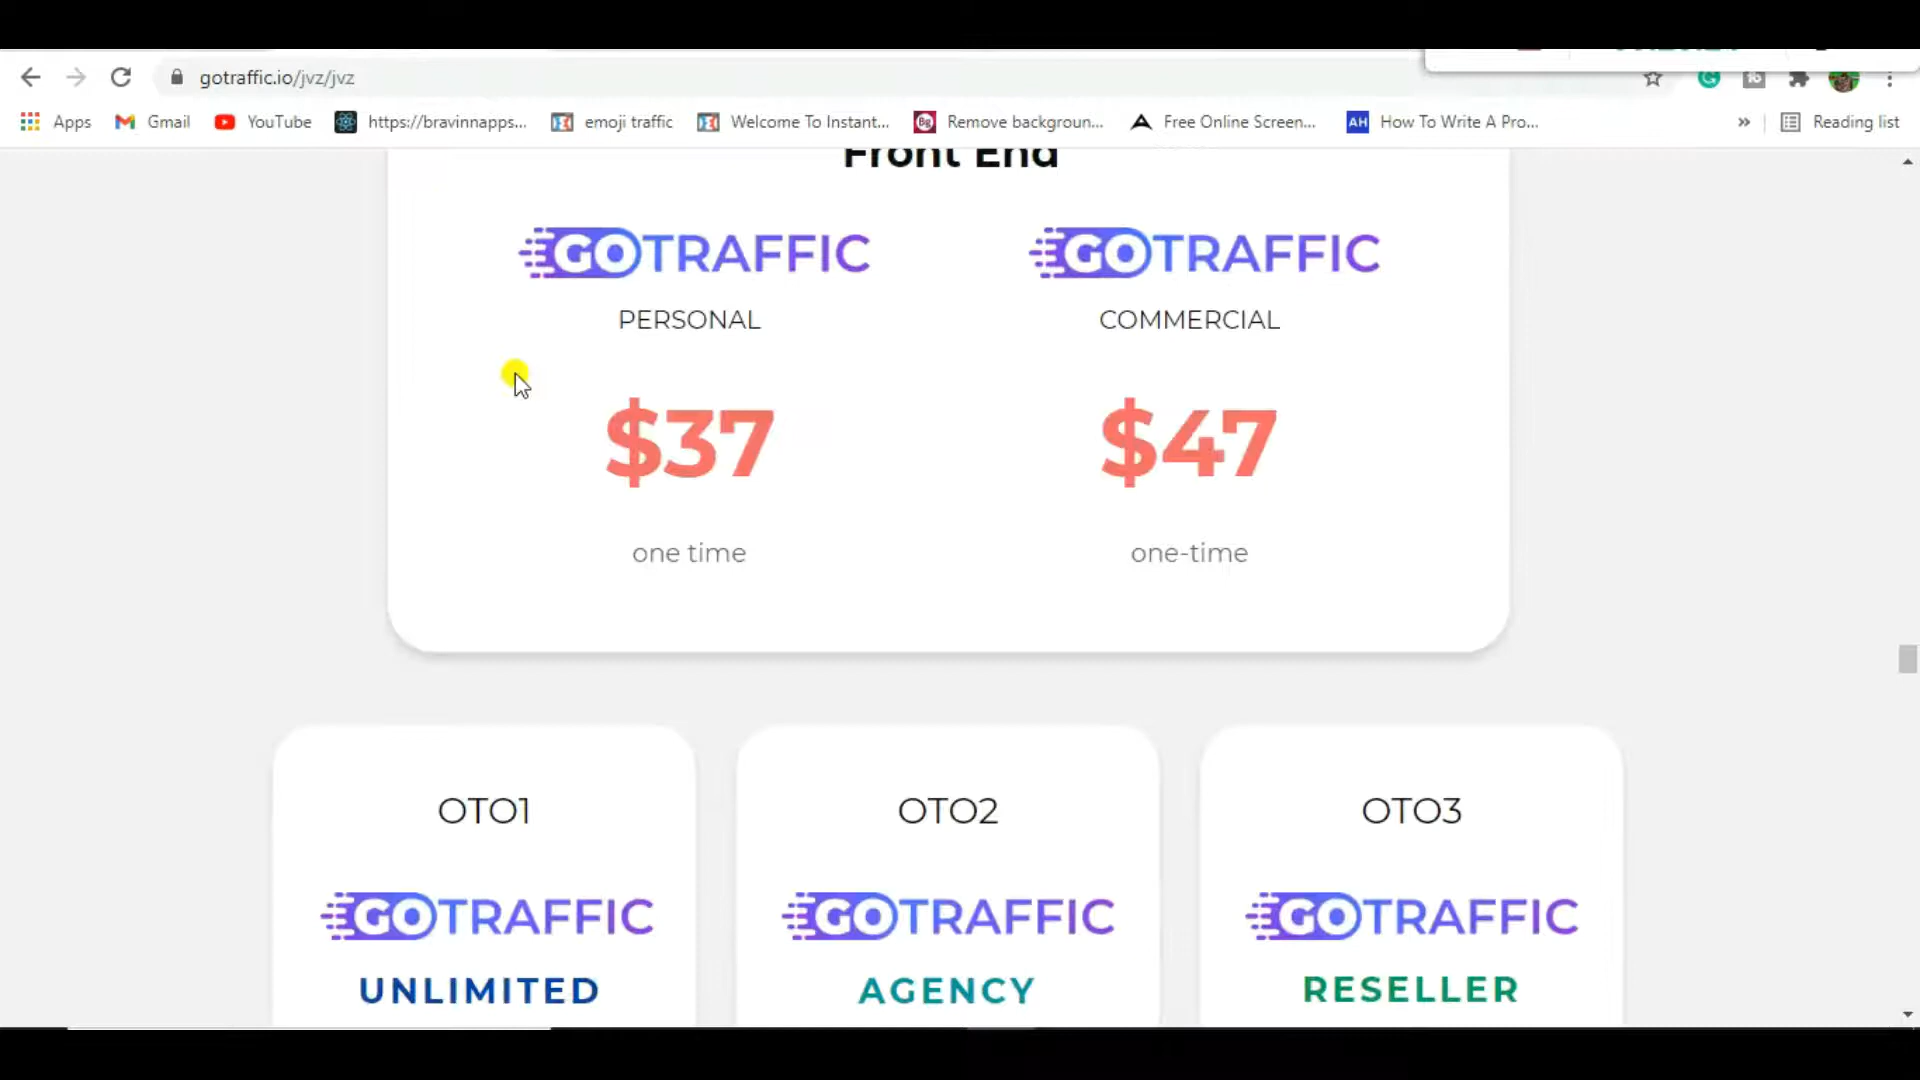 gotraffic.io/jvz/jvz
Apps
Gmail
YouTube
https://bravinnapps...
emoji traffic
Welcome To Instant...
Bg
Remove backgroun...
Free Online Screen...
AH
How To Write A Pro...
»
Reading list
Front End
GOTRAFFIC
GOTRAFFIC
PERSONAL
COMMERCIAL
$37
$47
one time
one-time
OTO1
OTO2
OTO3
GOTRAFFIC
GOTRAFFIC
GOTRAFFIC
UNLIMITED
AGENCY
RESELLER